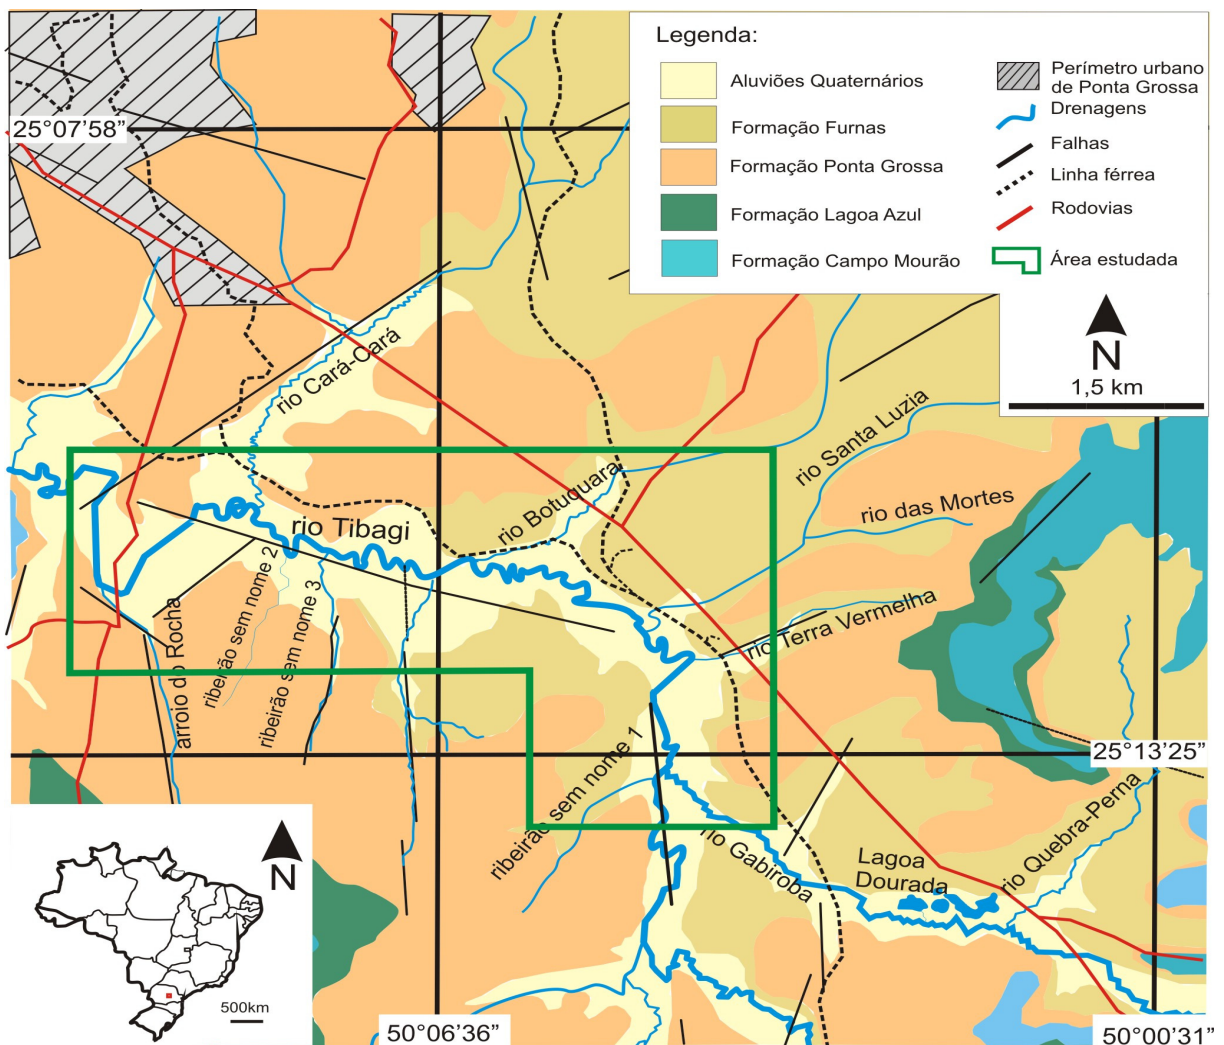 Legenda:
Aluviões Quaternários
Formação Furnas
Formação Ponta Grossa
Formação Lagoa Azul
Formação Campo Mourão
Perímetro urbano
de Ponta Grossa
Drenagens
Falhas
Linha férrea
Rodovias
Área estudada
25°07'58”
N
1,5 km
rio Cará-Cará
rio Santa Luzia
rio Botuquara
rio das Mortes
rio Tibagi
rio Terra Vermelha
arroio do Rocha
ribeirão sem nome 2
ribeirão sem nome 3
ribeirão sem nome 1
25°13'25”
rio Gabiroba
Lagoa
Dourada
rio Quebra-Perna
N
500km
50°06'36”
50°00'31”